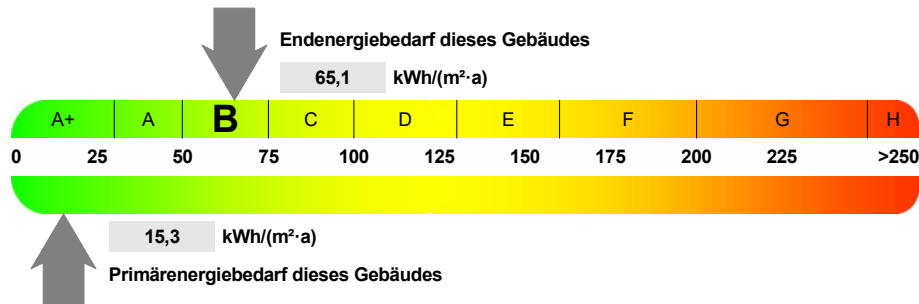 Endenergiebedarf dieses Gebäudes
65,1 kWh/(m²·a)
A+ A B C D E F G H
0 25 50 75 100 125 150 175 200 225 >250
15,3 kWh/(m²·a)
Primärenergiebedarf dieses Gebäudes